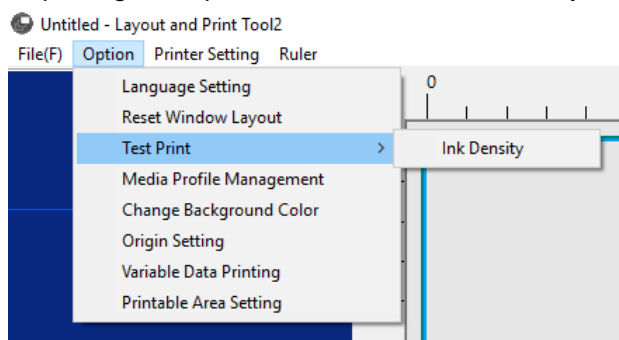 Untitled - Layout and Print Tool2
File(F) Option Printer Setting Ruler
Language Setting
0
Reset Window Layout
Test Print > Ink Density
Media Profile Management
Change Background Color
Origin Setting
Variable Data Printing
Printable Area Setting